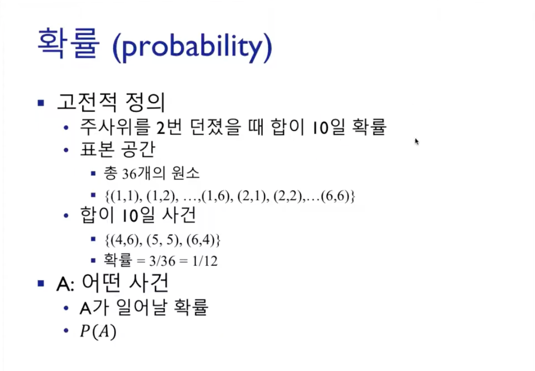 확률 (probability)
고전적 정의
주사위를 2번 던졌을 때 합이 10일 확률
표본 공간
총 36개의 원소
{(1,1), (1,2), …,(1,6), (2,1), (2,2),…(6,6)}
합이 10일 사건
{(4,6), (5, 5), (6,4)}
확률 = 3/36 = 1/12
A: 어떤 사건
A가 일어날 확률
P(A)